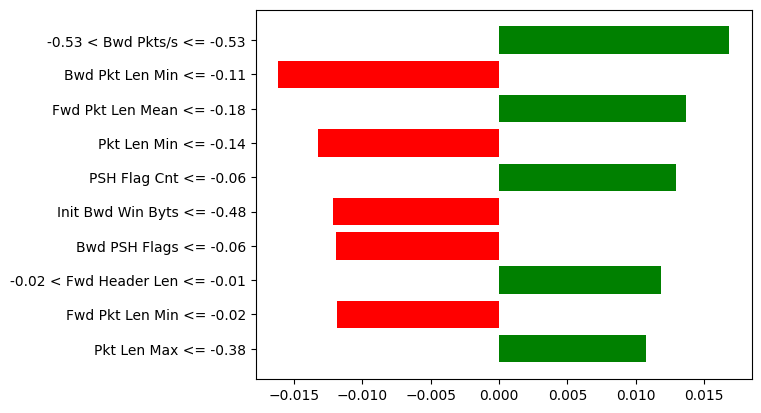 -0.53 < Bwd Pkts/s <= -0.53
Bwd Pkt Len Min <= -0.11
Fwd Pkt Len Mean <= -0.18
Pkt Len Min <= -0.14
PSH Flag Cnt <= -0.06
Init Bwd Win Byts <= -0.48
Bwd PSH Flags <= -0.06
-0.02 < Fwd Header Len <= -0.01
Fwd Pkt Len Min <= -0.02
Pkt Len Max <= -0.38
−0.015 −0.010 −0.005 0.000 0.005 0.010 0.015